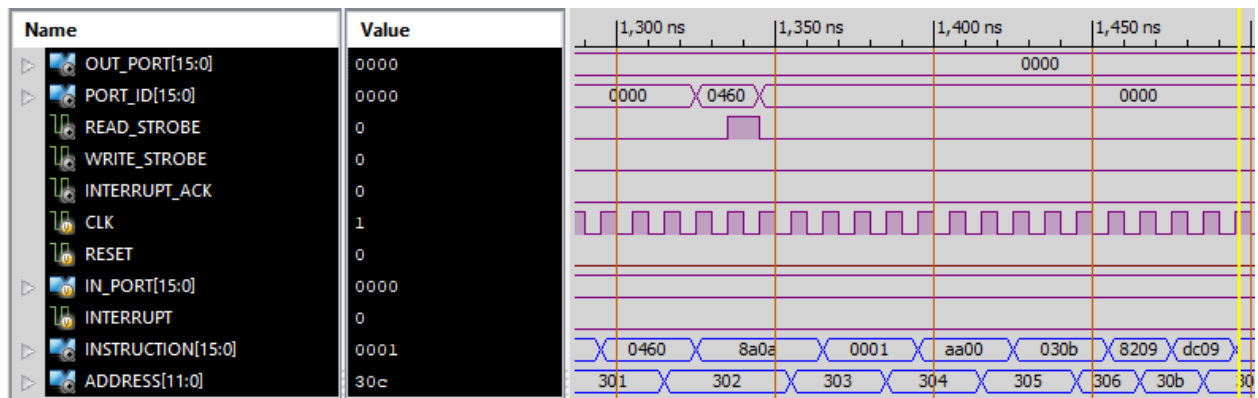 Name Value 1,300 ns 1,350 ns 1,400 ns 1,450 ns
OUT_PORT[15:0] 0000 0000
PORT_ID[15:0] 0000 0000 0460 0000
READ_STROBE 0
WRITE_STROBE 0
INTERRUPT_ACK 0
CLK 1
RESET 0
IN_PORT[15:0] 0000
INTERRUPT 0
INSTRUCTION[15:0] 0001 0460 8a0a 0001 aa00 030b 8209 dc09
ADDRESS[11:0] 30c 301 302 303 304 305 306 30b